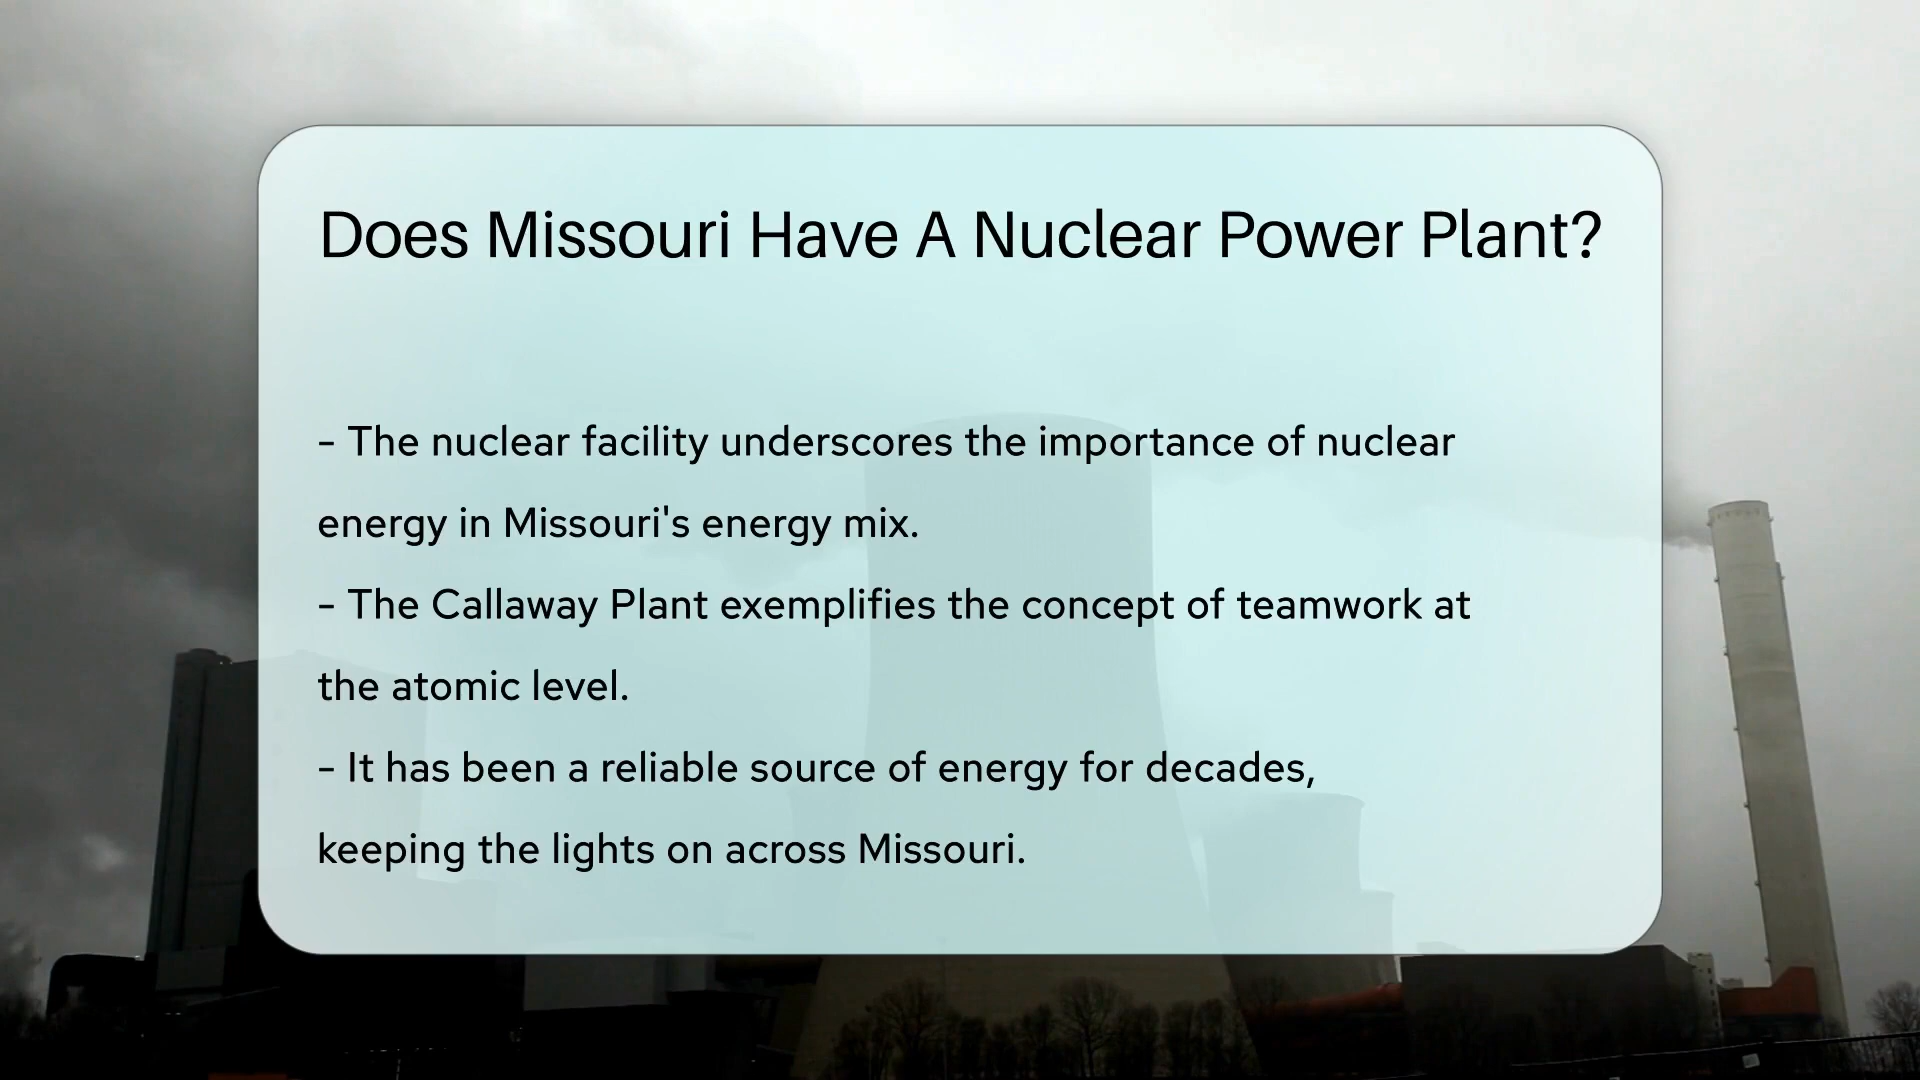 Does Missouri Have A Nuclear Power Plant?
- The nuclear facility underscores the importance of nuclear
energy in Missouri's energy mix.
- The Callaway Plant exemplifies the concept of teamwork at
the atomic level.
- It has been a reliable source of energy for decades,
keeping the lights on across Missouri.